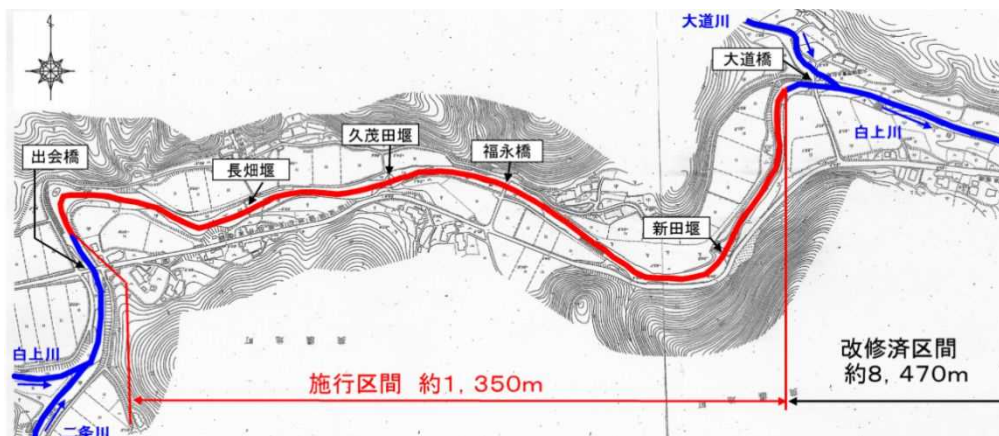 大道川
大道橋
出会橋
長畑堰
久茂田堰
福永橋
白上川
新田堰
白上川
二条川
施行区間 約1,350m
改修済区間
約8,470m